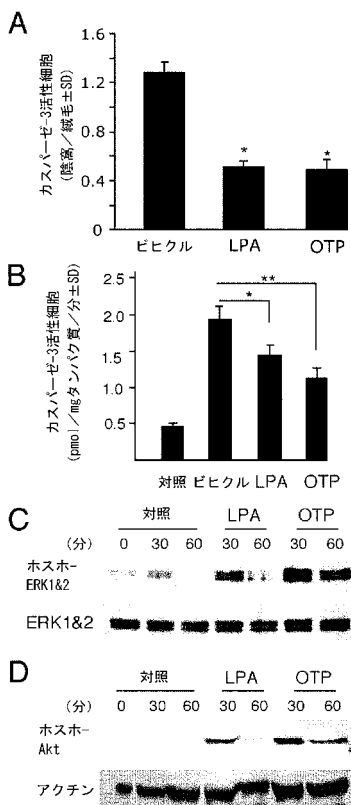 A
カスパーゼ-3活性細胞
(陰窩/絨毛±SD)
1.6
1.2
0.8
0.4
0
* *
ビヒクル LPA OTP
B
カスパーゼ-3活性細胞
(pmol/mgタンパク質/分±SD)
2.5
2.0
1.5
1.0
0.5
**
*
対照 ビヒクル LPA OTP
C
対照 LPA OTP
(分) 0 30 60 30 60 30 60
ホスホー
ERK1&2
ERK1&2
D
対照 LPA OTP
(分) 0 30 60 30 60 30 60
ホスホー
Akt
アクチン